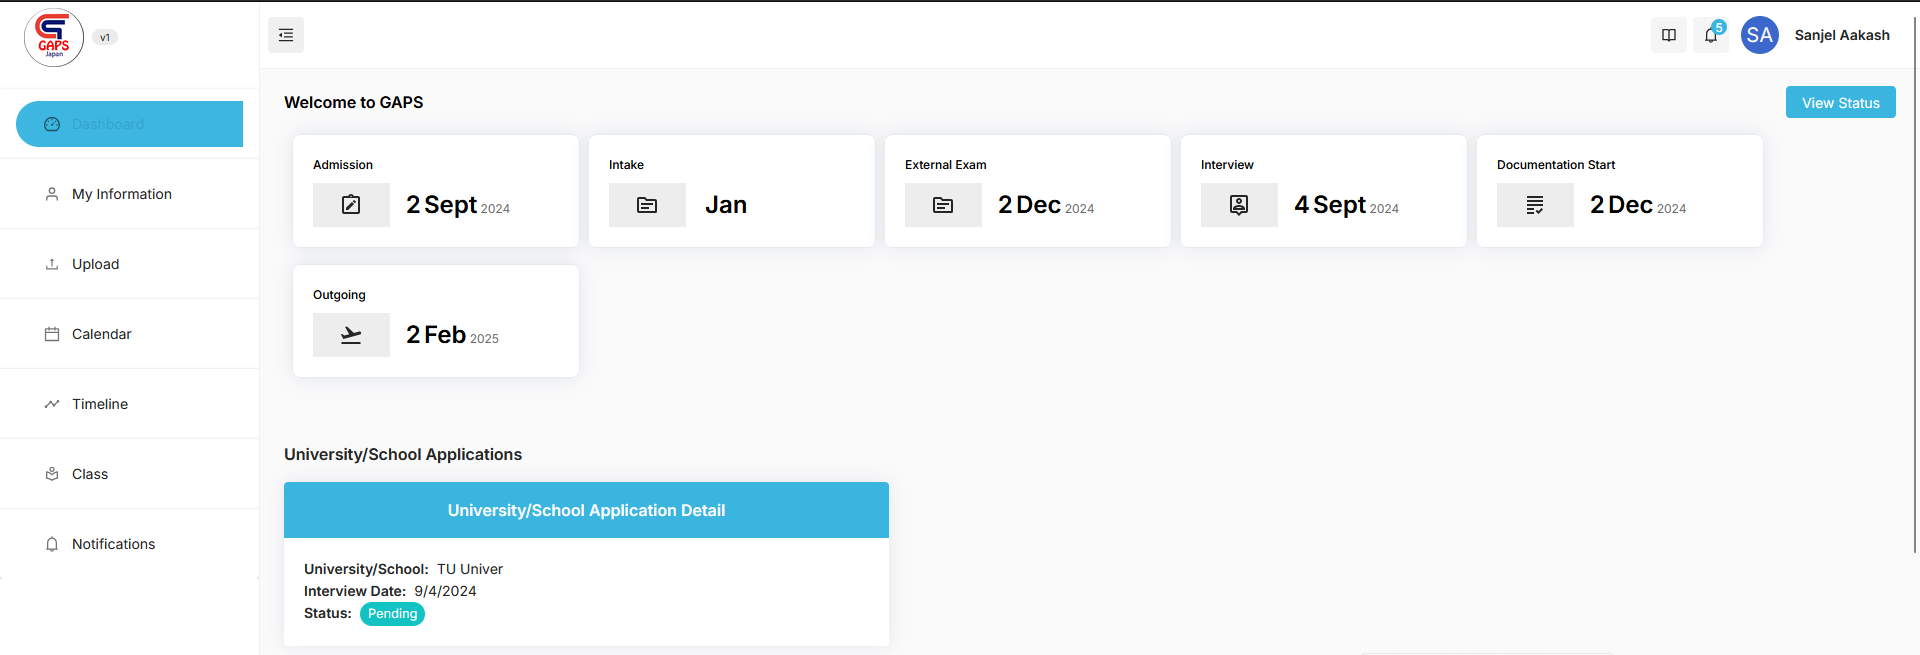 GAPS
Japan
v1
5
SA
Sanjel Aakash
Dashboard
My Information
Upload
Calendar
Timeline
Class
Notifications
Welcome to GAPS
View Status
Admission
2 Sept 2024
Intake
Jan
External Exam
2 Dec 2024
Interview
4 Sept 2024
Documentation Start
2 Dec 2024
Outgoing
2 Feb 2025
University/School Applications
University/School Application Detail
University/School: TU Univer
Interview Date: 9/4/2024
Status: Pending